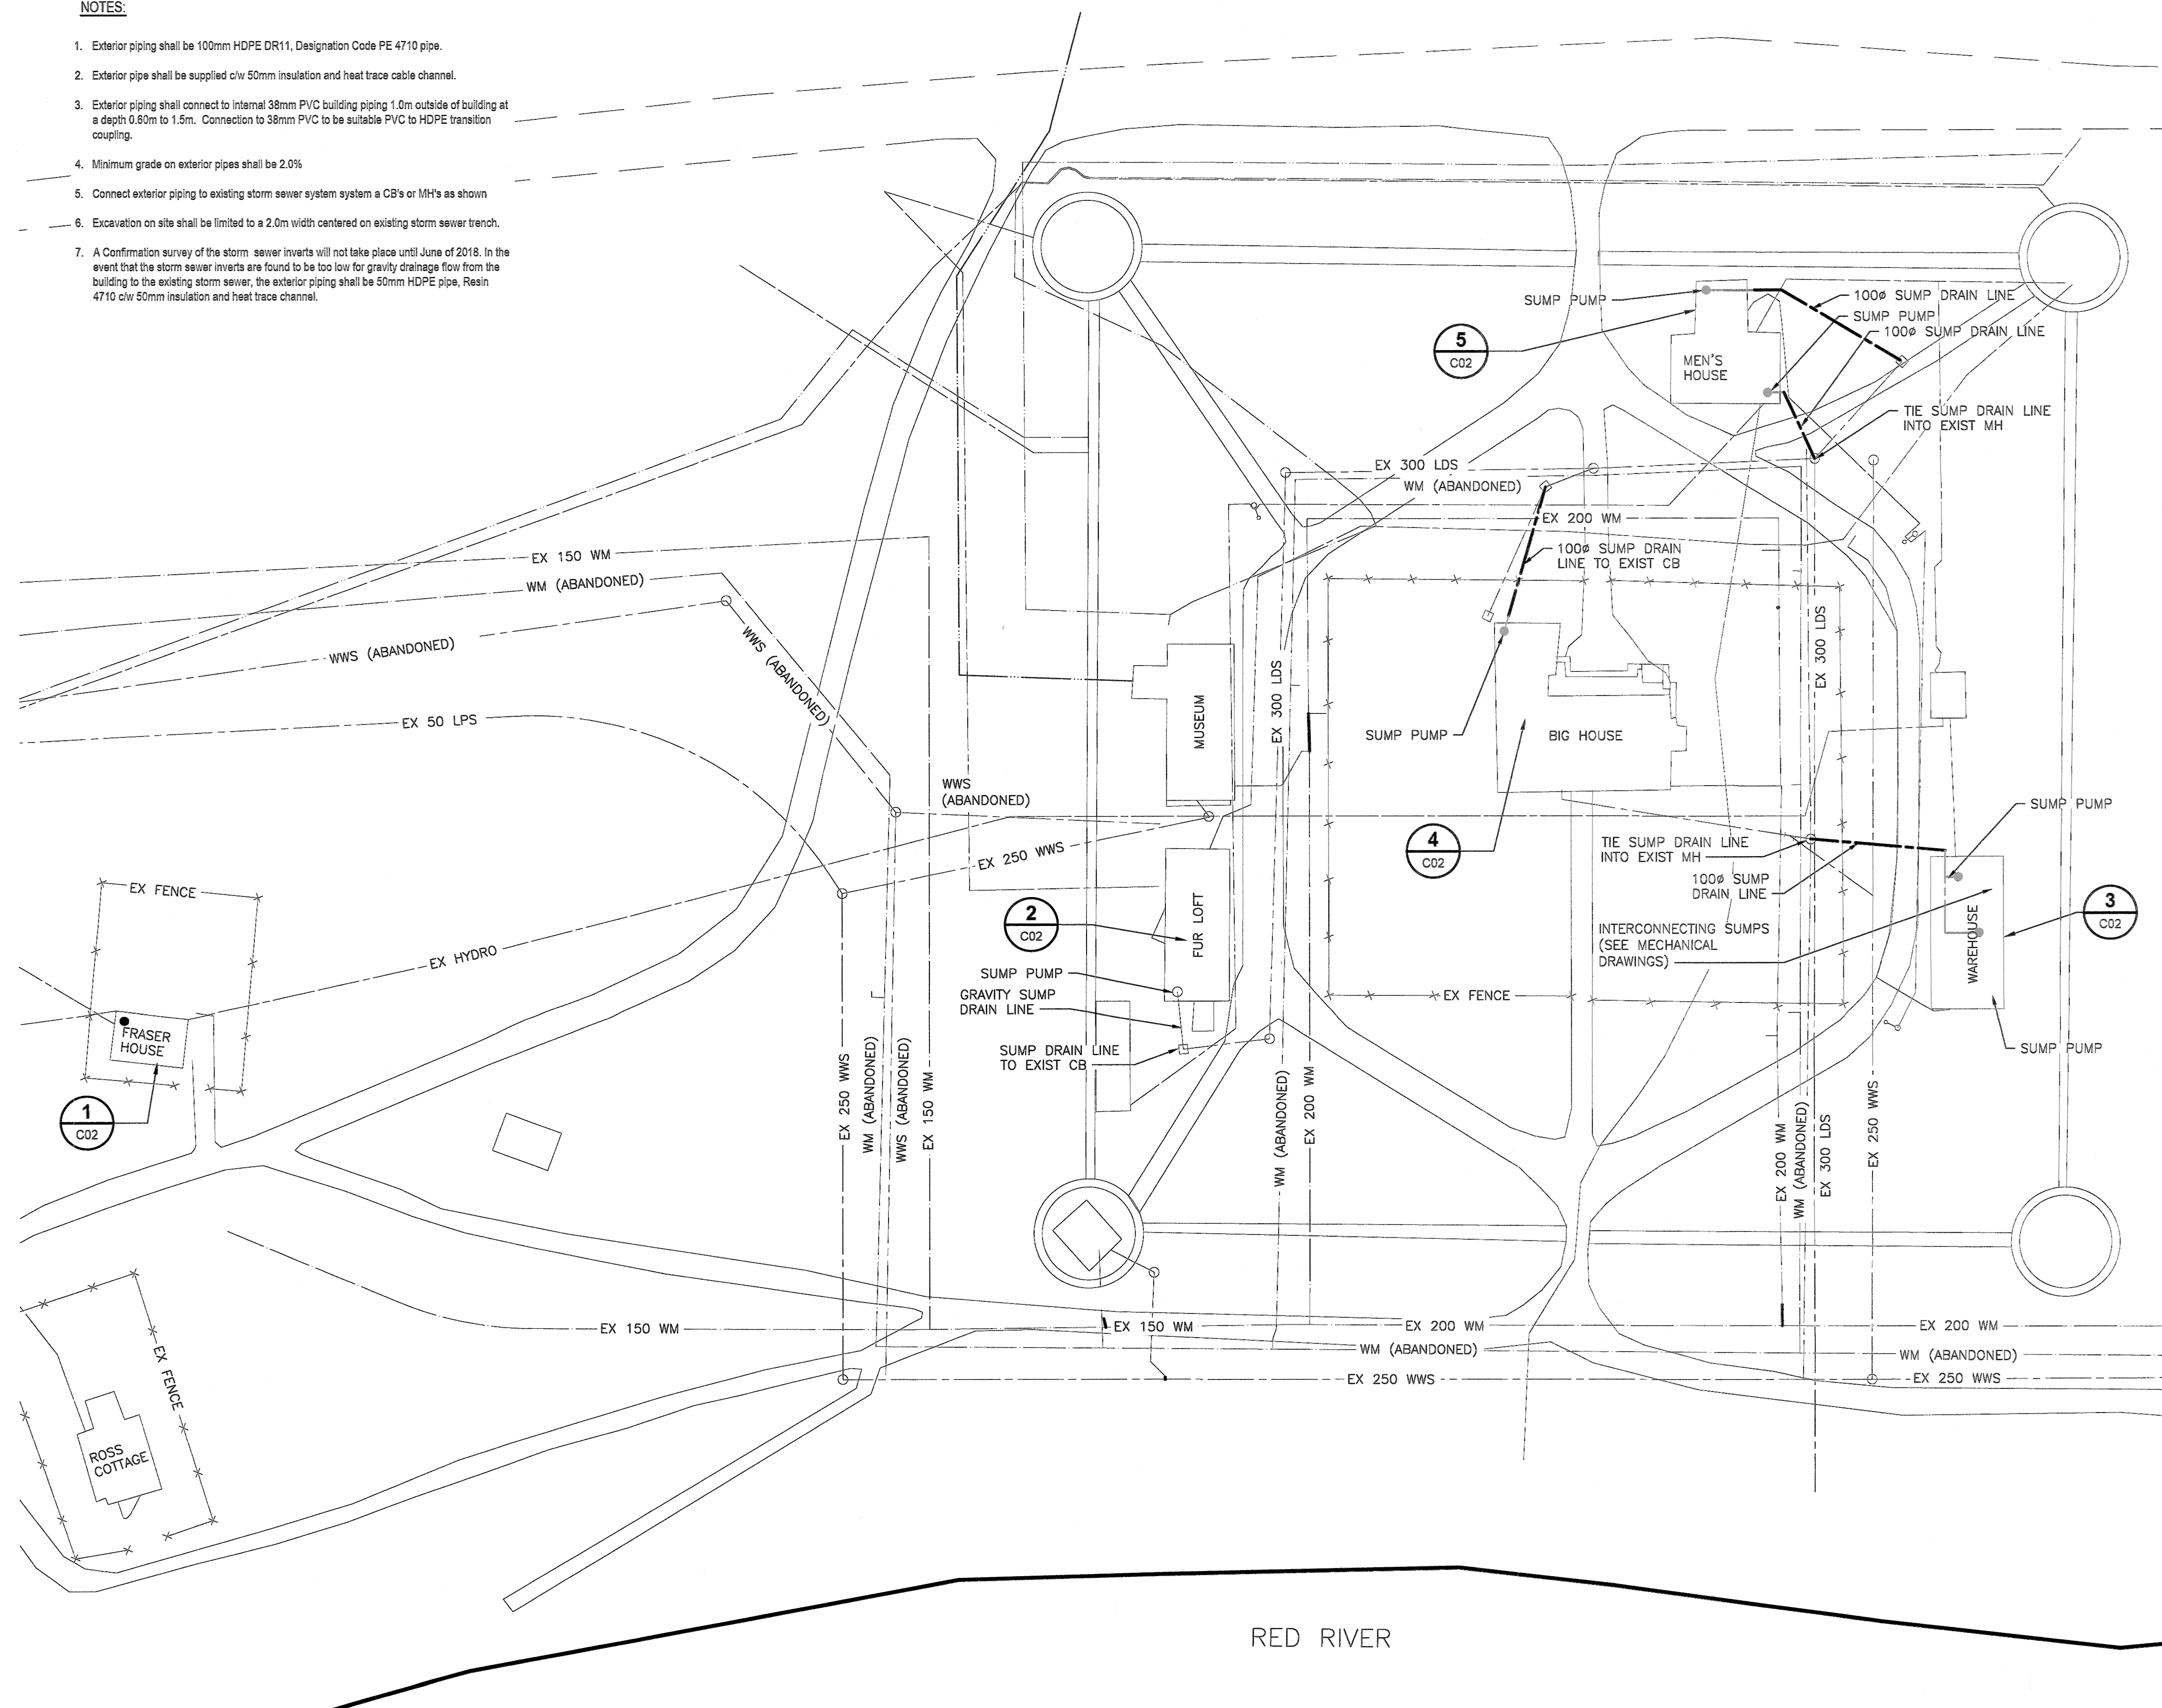 NOTES:
1. Exterior piping shall be 100mm HDPE DR11, Designation Code PE 4710 pipe.
2. Exterior pipe shall be supplied c/w 50mm insulation and heat trace cable channel.
3. Exterior piping shall connect to internal 38mm PVC building piping 1.0m outside of building at
a depth 0.60m to 1.5m. Connection to 38mm PVC to be suitable PVC to HDPE transition
coupling.
4. Minimum grade on exterior pipes shall be 2.0%
5. Connect exterior piping to existing storm sewer system system a CB's or MH's as shown
6. Excavation on site shall be limited to a 2.0m width centered on existing storm sewer trench.
7. A Confirmation survey of the storm sewer inverts will not take place until June of 2018. In the
event that the storm sewer inverts are found to be too low for gravity drainage flow from the
building to the existing storm sewer, the exterior piping shall be 50mm HDPE pipe, Resin
4710 c/w 50mm insulation and heat trace channel.
SUMP PUMP
100ø SUMP DRAIN LINE
SUMP PUMP
100ø SUMP DRAIN LINE
5
C02
MEN'S
HOUSE
TIE SUMP DRAIN LINE
INTO EXIST MH
EX 300 LDS
WM (ABANDONED)
EX 200 WM
100ø SUMP DRAIN
LINE TO EXIST CB
EX 150 WM
WM (ABANDONED)
WWS (ABANDONED)
WWS (ABANDONED)
EX 50 LPS
EX 300 LDS
MUSEUM
EX 300 LDS
SUMP PUMP
BIG HOUSE
WWS
(ABANDONED)
EX 250 WWS
4
C02
TIE SUMP DRAIN LINE
INTO EXIST MH
100ø SUMP
DRAIN LINE
SUMP PUMP
EX FENCE
EX HYDRO
2
C02
FUR LOFT
INTERCONNECTING SUMPS
(SEE MECHANICAL
DRAWINGS)
WAREHOUSE
3
C02
SUMP PUMP
GRAVITY SUMP
DRAIN LINE
EX FENCE
FRASER
HOUSE
SUMP DRAIN LINE
TO EXIST CB
SUMP PUMP
1
C02
EX 250 WWS
WM (ABANDONED)
WWS (ABANDONED)
EX 150 WM
WM (ABANDONED)
EX 200 WM
EX 200 WM
WM (ABANDONED)
EX 300 LDS
EX 250 WWS
EX 150 WM
EX 150 WM
EX 200 WM
EX 200 WM
WM (ABANDONED)
WM (ABANDONED)
EX 250 WWS
EX 250 WWS
EX FENCE
ROSS
COTTAGE
RED RIVER